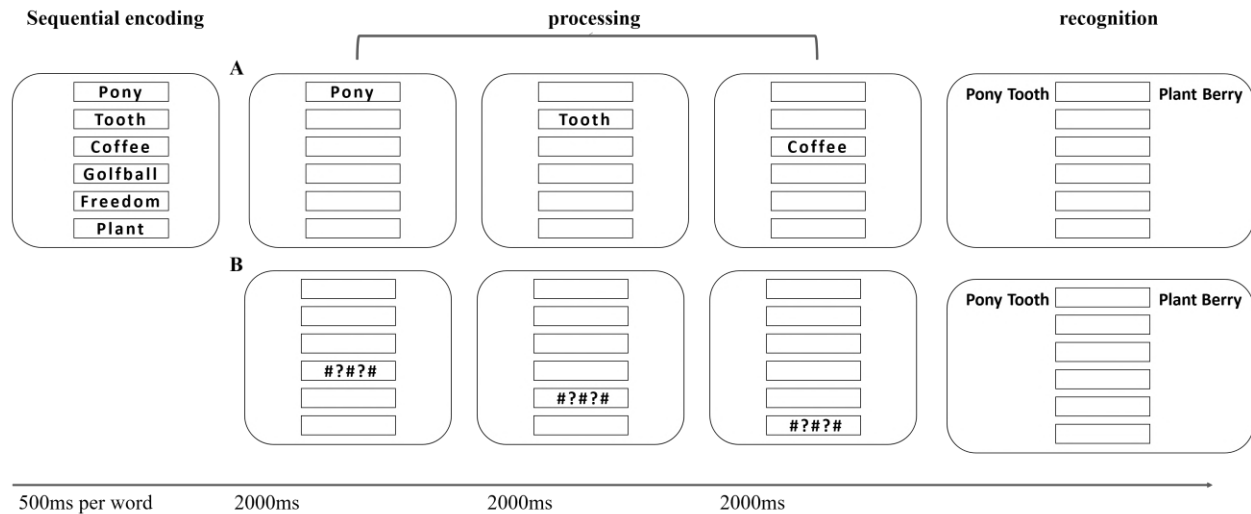 Sequential encoding
processing
recognition
A
Pony
Tooth
Coffee
Golfball
Freedom
Plant
Pony
Tooth
Coffee
Pony Tooth
Plant Berry
B
#?#?#
#?#?#
#?#?#
Pony Tooth
Plant Berry
500ms per word
2000ms
2000ms
2000ms